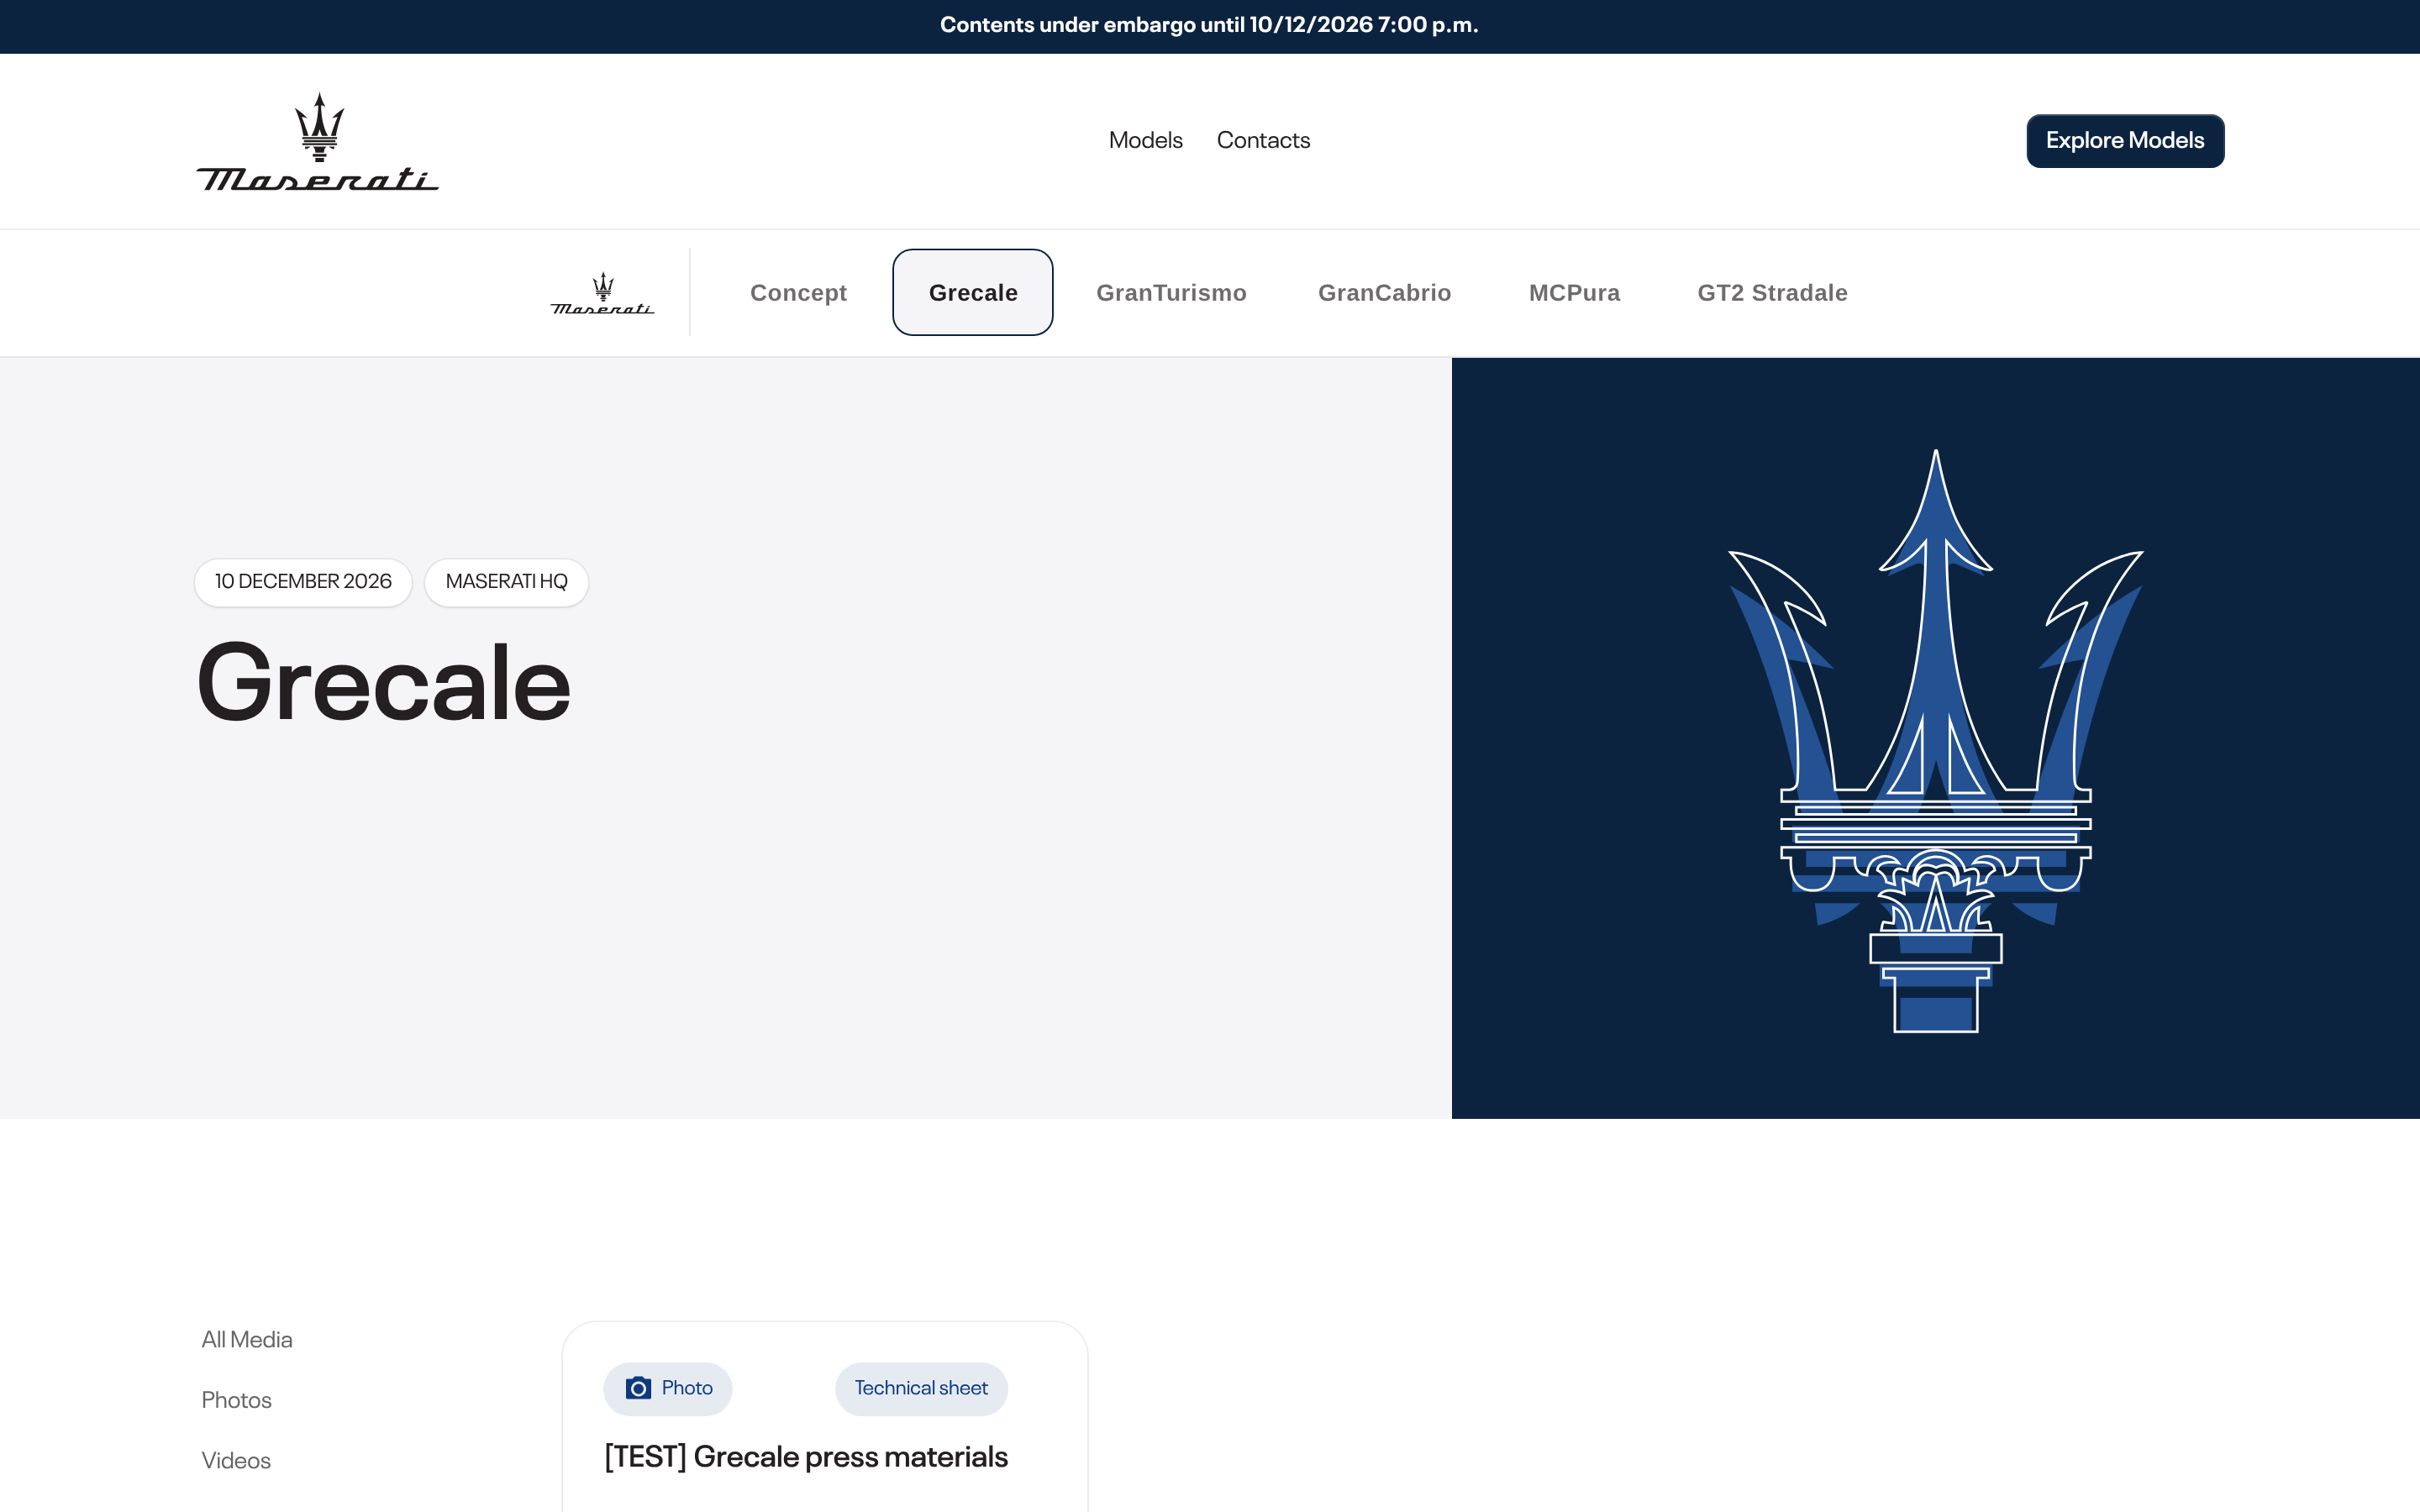 Contents under embargo until 10/12/2026 7:00 p.m.
Maserati
Models
Contacts
Explore Models
Maserati
Concept
Grecale
GranTurismo
GranCabrio
MCPura
GT2 Stradale
10 DECEMBER 2026
MASERATI HQ
Grecale
All Media
Photos
Videos
Photo
Technical sheet
[TEST] Grecale press materials